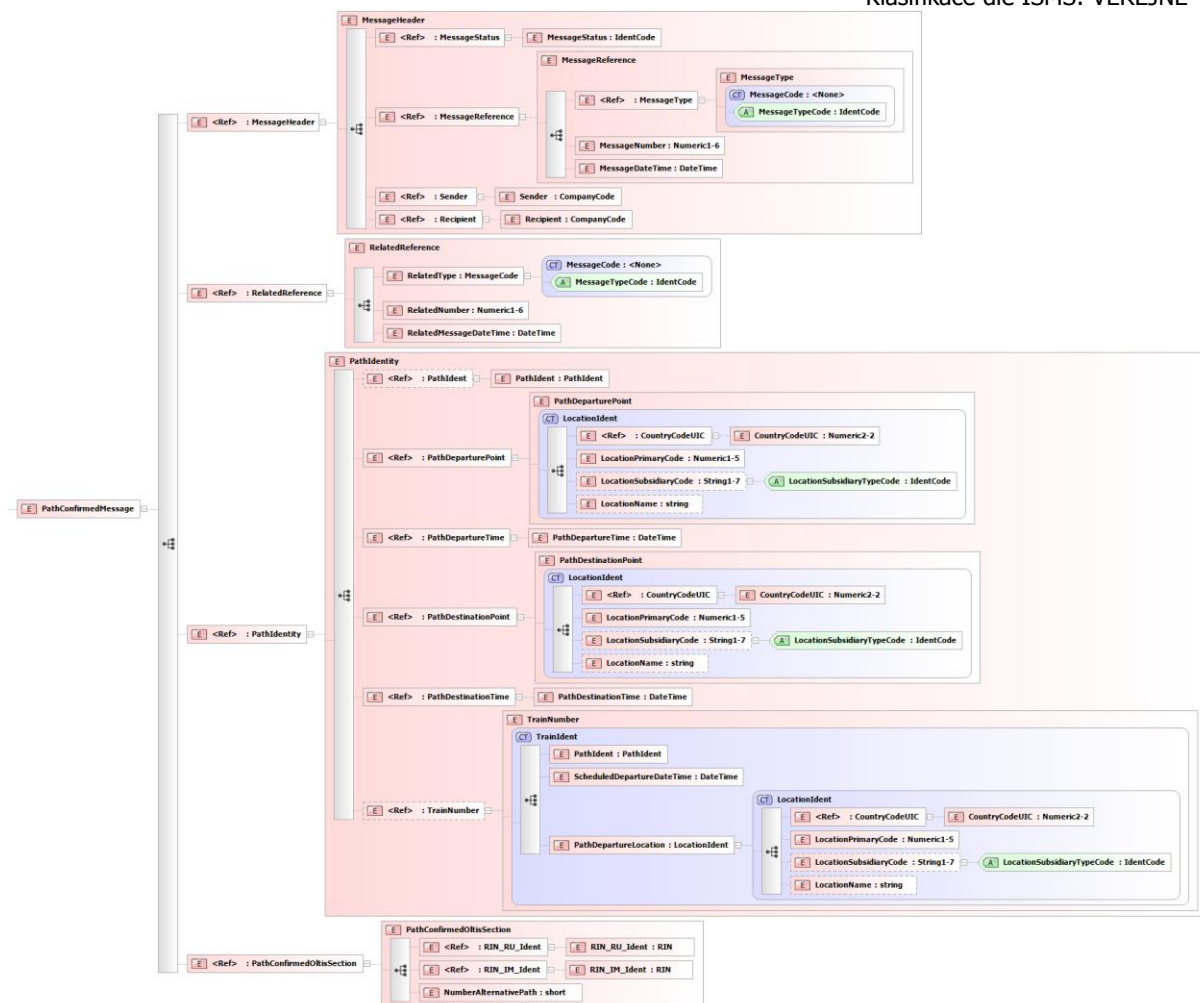 Klasifikace dle ISMS: VEŘEJNÉ
E MessageHeader
E <Ref> : MessageStatus
E MessageStatus : IdentCode
E MessageReference
E MessageType
CT MessageCode : <None>
E <Ref> : MessageType
A MessageTypeCode : IdentCode
E <Ref> : MessageHeader
E <Ref> : MessageReference
E MessageNumber : Numeric1-6
E MessageDateTime : DateTime
E <Ref> : Sender
E Sender : CompanyCode
E <Ref> : Recipient
E Recipient : CompanyCode
E RelatedReference
CT MessageCode : <None>
E RelatedType : MessageCode
A MessageTypeCode : IdentCode
E <Ref> : RelatedReference
E RelatedNumber : Numeric1-6
E RelatedMessageDateTime : DateTime
E PathIdentity
E <Ref> : PathIdent
E PathIdent : PathIdent
E PathDeparturePoint
CT LocationIdent
E <Ref> : CountryCodeUIC
E CountryCodeUIC : Numeric2-2
E <Ref> : PathDeparturePoint
E LocationPrimaryCode : Numeric1-5
E LocationSubsidiaryCode : String1-7
A LocationSubsidiaryTypeCode : IdentCode
E LocationName : string
E PathConfirmedMessage
E <Ref> : PathDepartureTime
E PathDepartureTime : DateTime
E PathDestinationPoint
CT LocationIdent
E <Ref> : CountryCodeUIC
E CountryCodeUIC : Numeric2-2
E <Ref> : PathDestinationPoint
E LocationPrimaryCode : Numeric1-5
E <Ref> : PathIdentity
E LocationSubsidiaryCode : String1-7
A LocationSubsidiaryTypeCode : IdentCode
E LocationName : string
E <Ref> : PathDestinationTime
E PathDestinationTime : DateTime
E TrainNumber
CT TrainIdent
E PathIdent : PathIdent
E ScheduledDepartureDateTime : DateTime
CT LocationIdent
E <Ref> : TrainNumber
E <Ref> : CountryCodeUIC
E CountryCodeUIC : Numeric2-2
E LocationPrimaryCode : Numeric1-5
E PathDepartureLocation : LocationIdent
E LocationSubsidiaryCode : String1-7
A LocationSubsidiaryTypeCode : IdentCode
E LocationName : string
E PathConfirmedOltisSection
E <Ref> : RIN_RU_Ident
E RIN_RU_Ident : RIN
E <Ref> : PathConfirmedOltisSection
E <Ref> : RIN_IM_Ident
E RIN_IM_Ident : RIN
E NumberAlternativePath : short